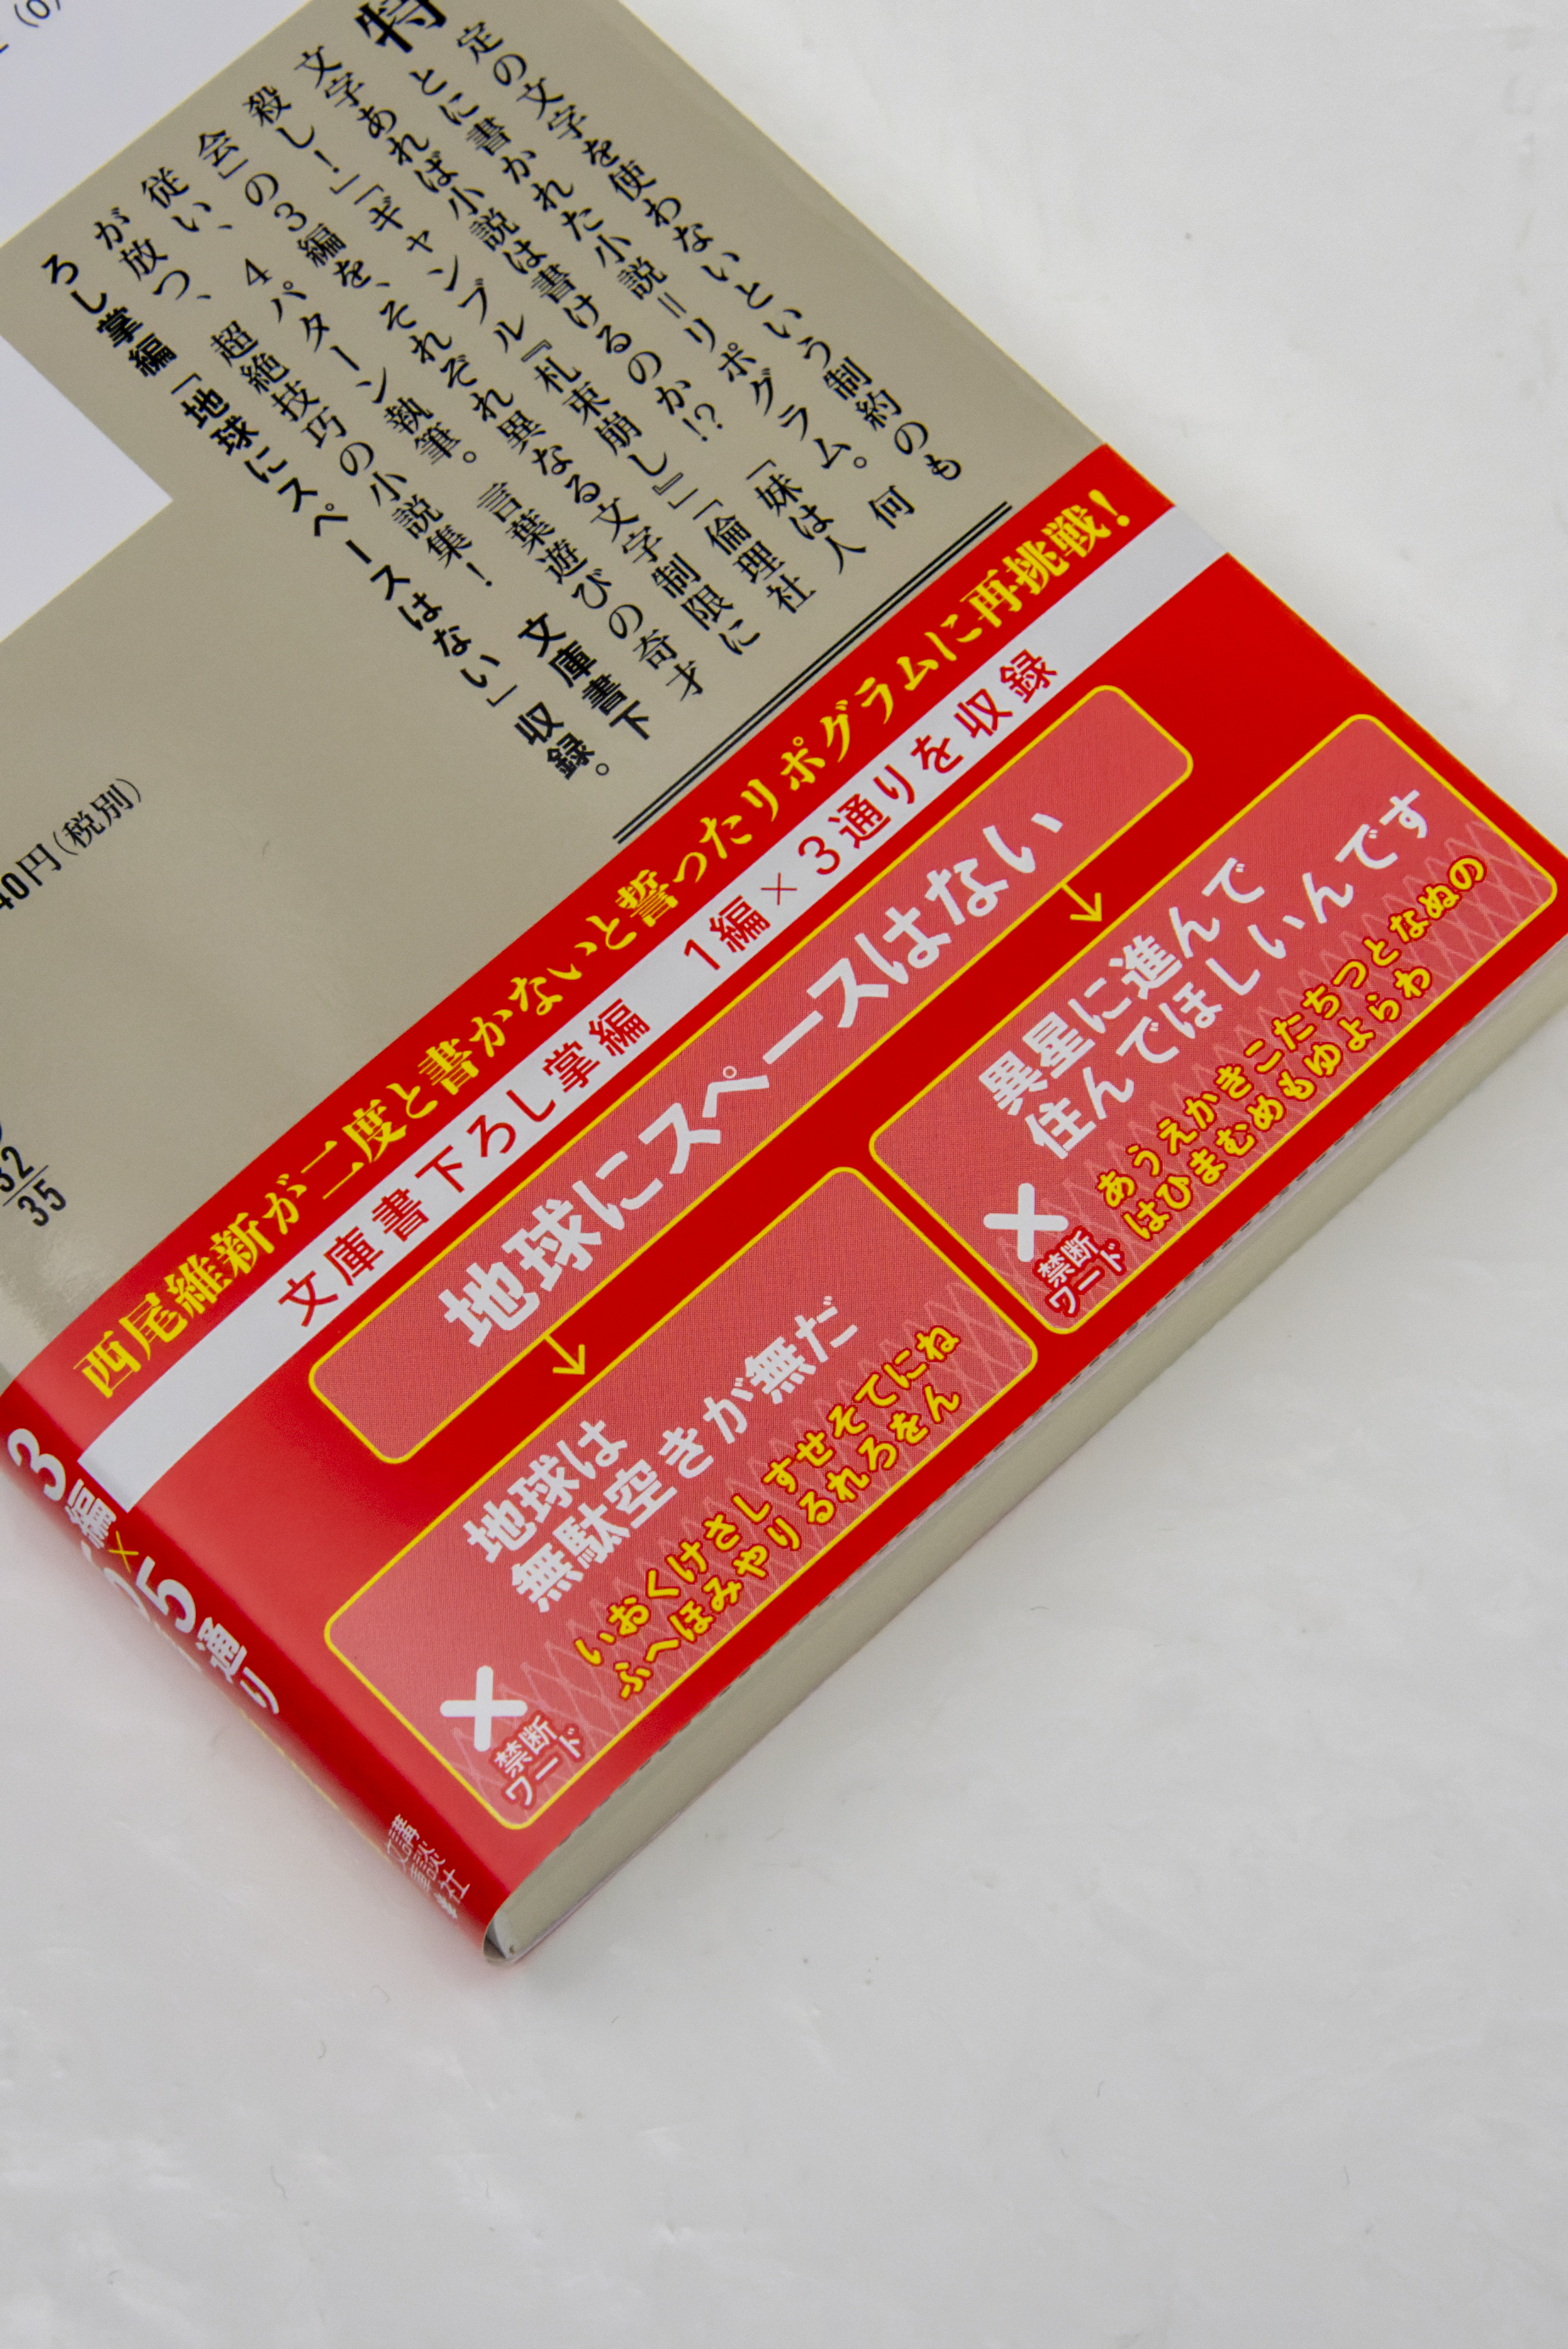 (0)
特定の文字を使わないという制約のも
とに書かれた小説＝リポグラム。何
文字あれば小説は書けるのか!?「妹は人
殺し！」「ギャンブル『札束崩し』」「倫理社
会」の3編を、それぞれ異なる文字制限に
従い、4パターン執筆。言葉遊びの奇才
が放つ、超絶技巧の小説集！文庫書下
ろし掌編「地球にスペースはない」収録。
40円(税別)
32
35
西尾維新が二度と書かないと誓ったリポグラムに再挑戦！
文庫書下ろし掌編 1編×3通りを収録
地球にスペースはない
地球は
無駄空きが無だ
×
禁断
ワード
いおくけさしすせそてにね
ふへほみやりるれろをん
異星に進んで
住んでほしいんです
×
禁断
ワード
あうえかきこたちつとなぬの
はひまむめもゆよらわ
3編×5通り
講談社